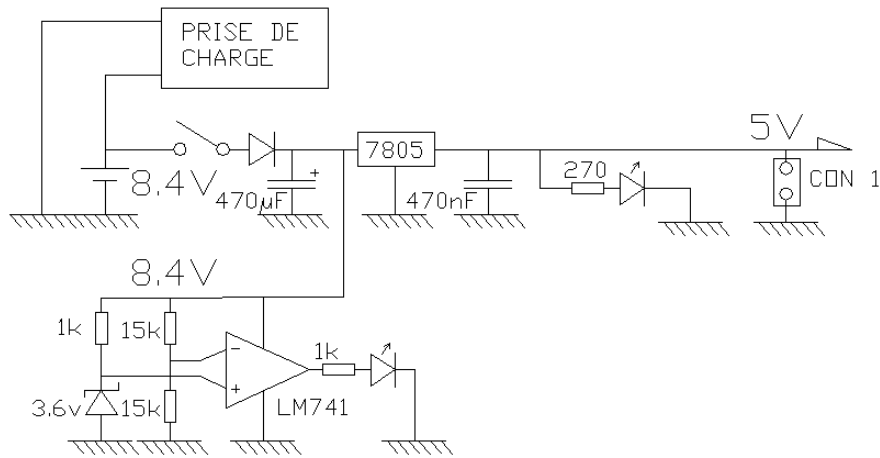 PRISE DE
CHARGE
7805
5V
8.4V
470µF
+
470nF
270
CON 1
8.4V
1k
15k
-
+
1k
3.6v
15k
LM741